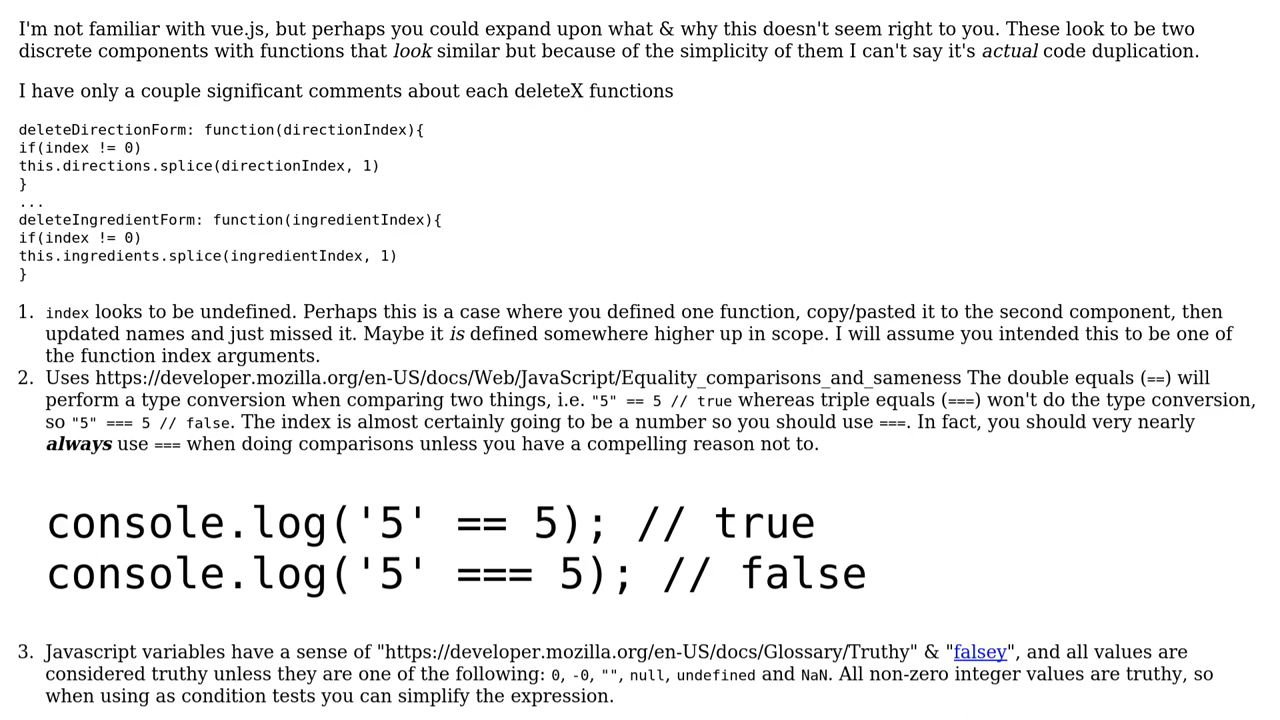 I'm not familiar with vue.js, but perhaps you could expand upon what & why this doesn't seem right to you. These look to be two
discrete components with functions that look similar but because of the simplicity of them I can't say it's actual code duplication.
I have only a couple significant comments about each deleteX functions
deleteDirectionForm: function(directionIndex){
if(index != 0)
this.directions.splice(directionIndex, 1)
}
...
deleteIngredientForm: function(ingredientIndex){
if(index != 0)
this.ingredients.splice(ingredientIndex, 1)
}
1. index looks to be undefined. Perhaps this is a case where you defined one function, copy/pasted it to the second component, then
updated names and just missed it. Maybe it is defined somewhere higher up in scope. I will assume you intended this to be one of
the function index arguments.
2. Uses https://developer.mozilla.org/en-US/docs/Web/JavaScript/Equality_comparisons_and_sameness The double equals (==) will
perform a type conversion when comparing two things, i.e. "5" == 5 // true whereas triple equals (===) won't do the type conversion,
so "5" === 5 // false. The index is almost certainly going to be a number so you should use ===. In fact, you should very nearly
always use === when doing comparisons unless you have a compelling reason not to.
console.log('5' == 5); // true
console.log('5' === 5); // false
3. Javascript variables have a sense of "https://developer.mozilla.org/en-US/docs/Glossary/Truthy" & "falsey", and all values are
considered truthy unless they are one of the following: 0, -0, "", null, undefined and NaN. All non-zero integer values are truthy, so
when using as condition tests you can simplify the expression.